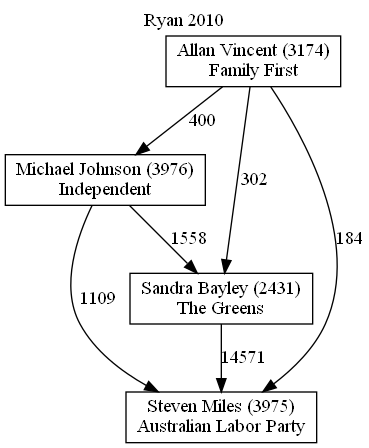 Ryan 2010
Allan Vincent (3174)
Family First
400
Michael Johnson (3976)
Independent
302
1558
184
Sandra Bayley (2431)
The Greens
1109
14571
Steven Miles (3975)
Australian Labor Party